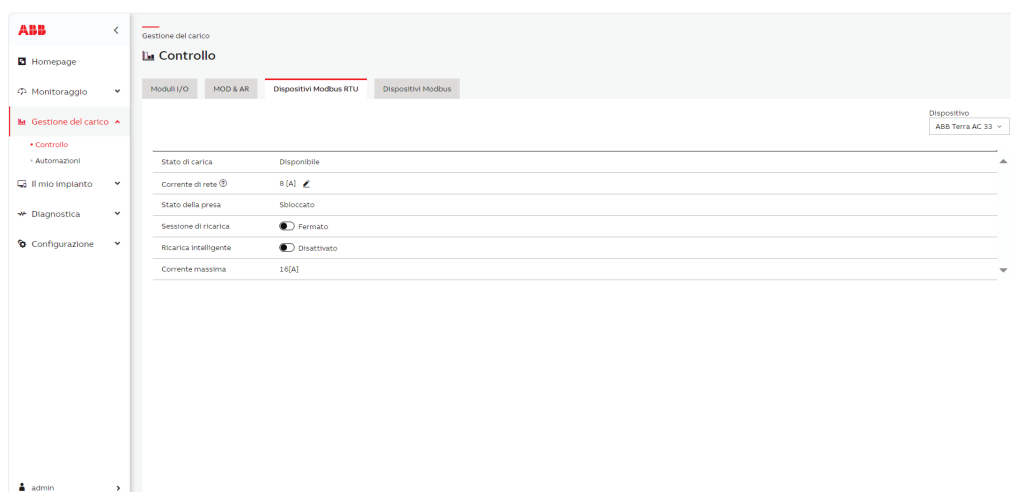 ABB
Homepage
Monitoraggio
Gestione del carico
Controllo
Automazioni
Il mio impianto
Diagnostica
Configurazione
admin
Gestione del carico
Controllo
Moduli I/O
MOD & AR
Dispositivi Modbus RTU
Dispositivi Modbus
Dispositivo
ABB Terra AC 33
Stato di carica Disponibile
Corrente di rete ? 8 [A]
Stato della presa Sbloccato
Sessione di ricarica Fermato
Ricarica intelligente Disattivato
Corrente massima 16[A]